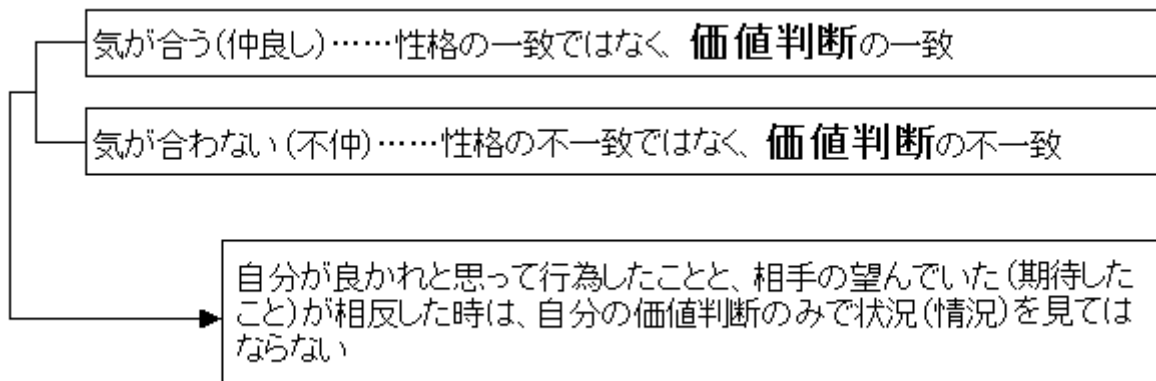 気が合う(仲良し)……性格の一致ではなく、価値判断の一致
気が合わない(不仲)……性格の不一致ではなく、価値判断の不一致
自分が良かれと思って行為したことと、相手の望んでいた(期待した
こと)が相反した時は、自分の価値判断のみで状況(情況)を見ては
ならない